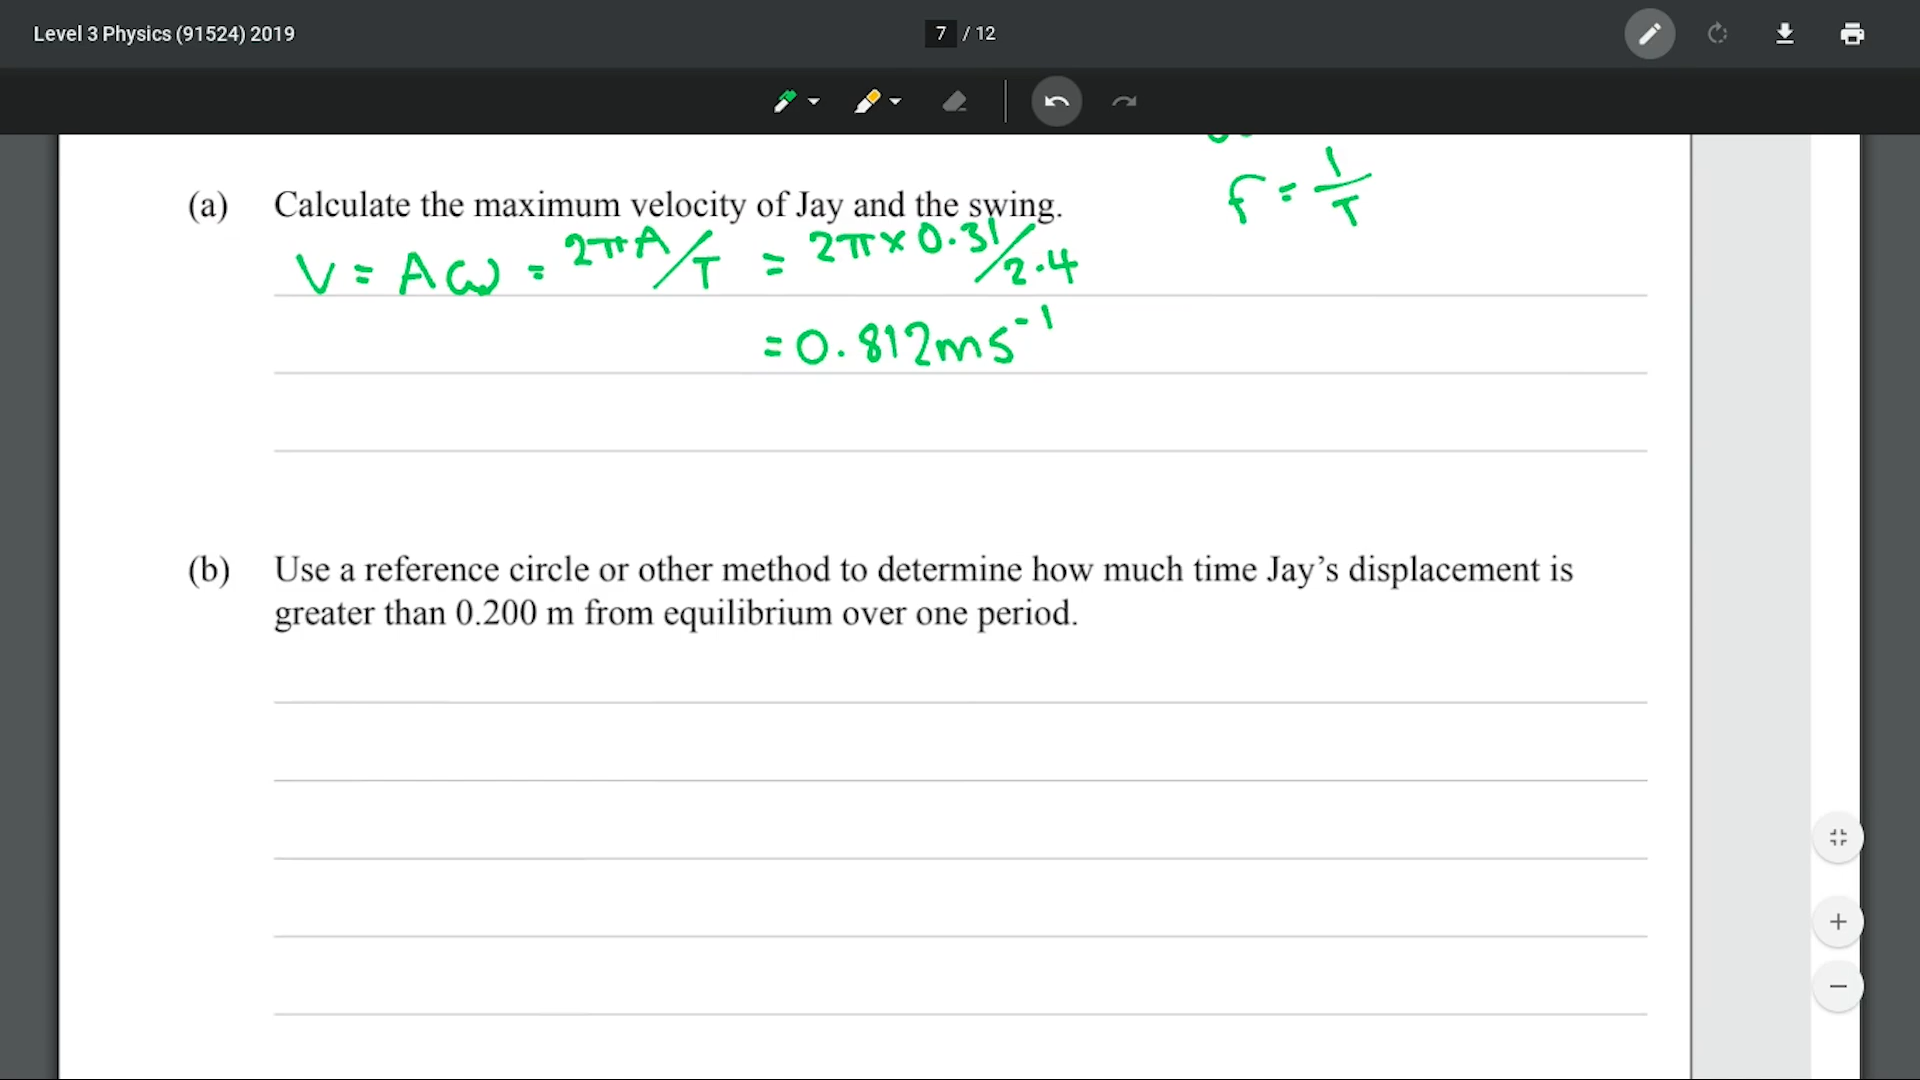 Level 3 Physics (91524) 2019
7 / 12
f = 1/T
(a) Calculate the maximum velocity of Jay and the swing.
V = Aω = 2πA/T = 2π × 0.31/2.4
= 0.812ms⁻¹
(b) Use a reference circle or other method to determine how much time Jay’s displacement is
greater than 0.200 m from equilibrium over one period.